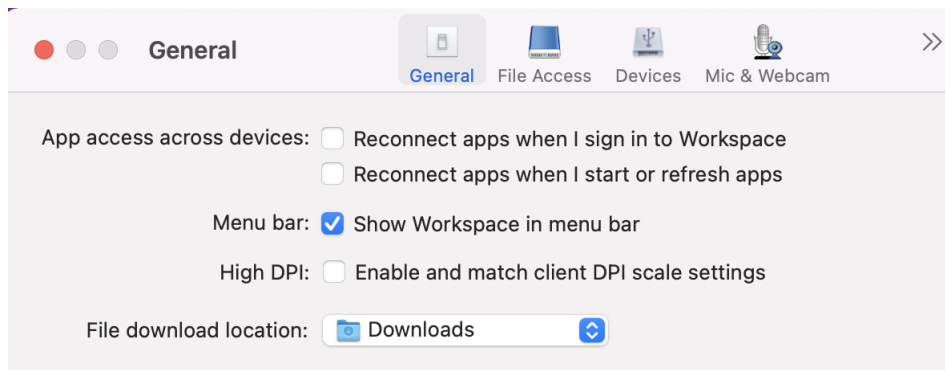 General
General
File Access
Devices
Mic & Webcam
App access across devices:
Reconnect apps when I sign in to Workspace
Reconnect apps when I start or refresh apps
Menu bar:
Show Workspace in menu bar
High DPI:
Enable and match client DPI scale settings
File download location:
Downloads